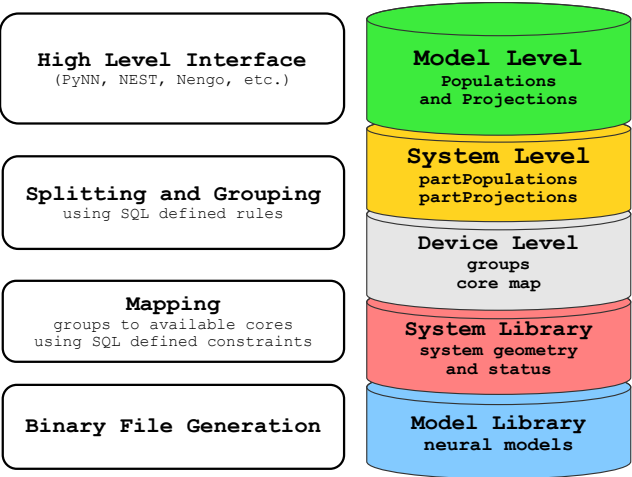 High Level Interface
(PyNN, NEST, Nengo, etc.)
Splitting and Grouping
using SQL defined rules
Mapping
groups to available cores
using SQL defined constraints
Binary File Generation
Model Level
Populations
and Projections
System Level
partPopulations
partProjections
Device Level
groups
core map
System Library
system geometry
and status
Model Library
neural models